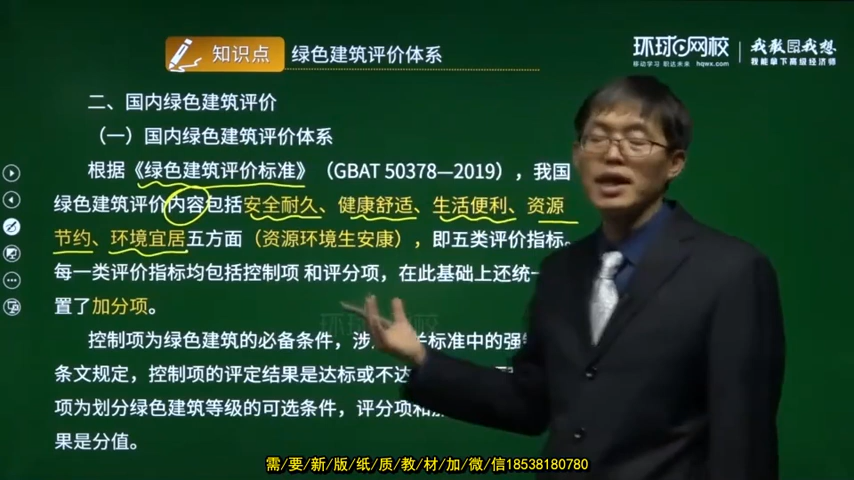 知识点 绿色建筑评价体系
环球网校
移动学习 职达未来 hqwx.com
我敢 我想
我能拿下高级经济师
二、国内绿色建筑评价
（一）国内绿色建筑评价体系
根据《绿色建筑评价标准》（GBAT 50378—2019），我国
绿色建筑评价内容包括安全耐久、健康舒适、生活便利、资源
节约、环境宜居五方面（资源环境生安康），即五类评价指标。
每一类评价指标均包括控制项 和评分项，在此基础上还统一
置了加分项。
环球网校
控制项为绿色建筑的必备条件，涉 标准中的强
条文规定，控制项的评定结果是达标或不达
项为划分绿色建筑等级的可选条件，评分项和
果是分值。
需/要/新/版/纸/质/教/材/加/微/信18538180780